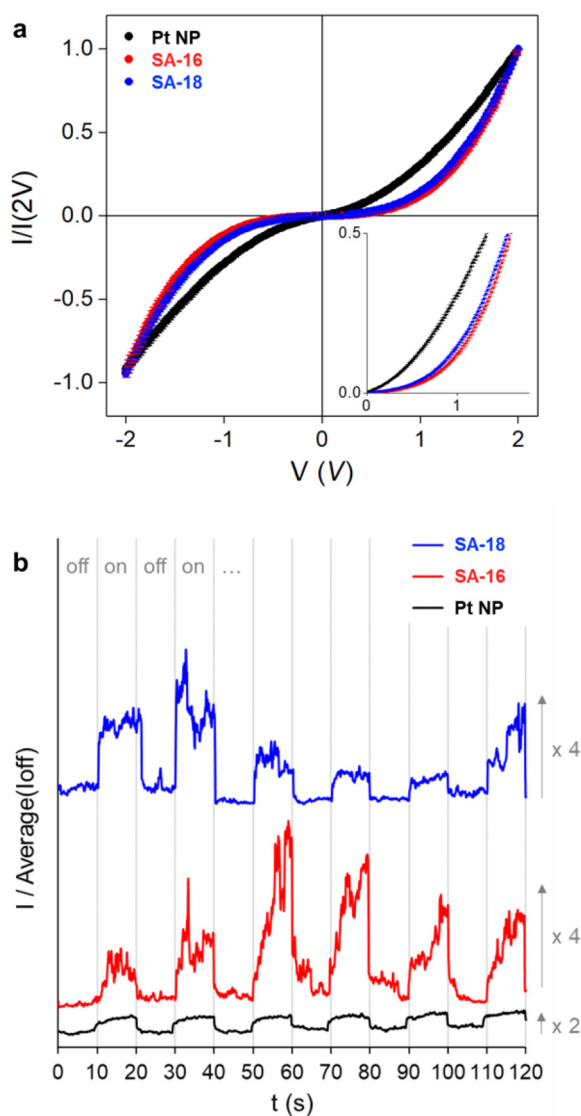 a
Pt NP
SA-16
SA-18
I/I(2V)
1.0
0.5
0.0
-0.5
-1.0
0.5
0.0
0
1
-2
-1
0
1
2
V (V)
b
off
on
off
on
...
SA-18
SA-16
Pt NP
x 4
x 4
x 2
I / Average(Ioff)
0 10 20 30 40 50 60 70 80 90 100 110 120
t (s)